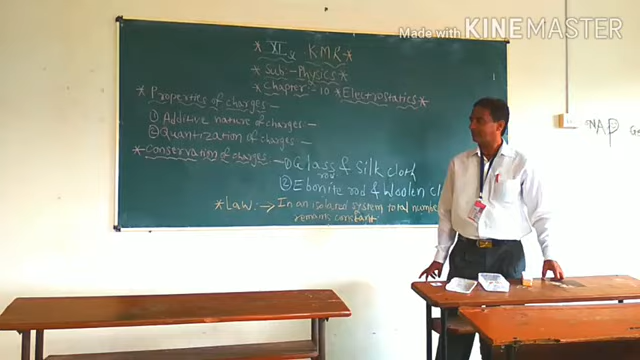 Made with KINEMASTER
* XI KMR *
* Sub:- Physics *
* Chapter:- 10 * Electrostatics *
* Properties of charges -
① Additive nature of charges:-
② Quantization of charges -
* Conservation of charges:- ① Glass rod & Silk cloth
② Ebonite rod & Woolen cl
* Law:- → In an isolated system total number
remains constant
NAP Ge